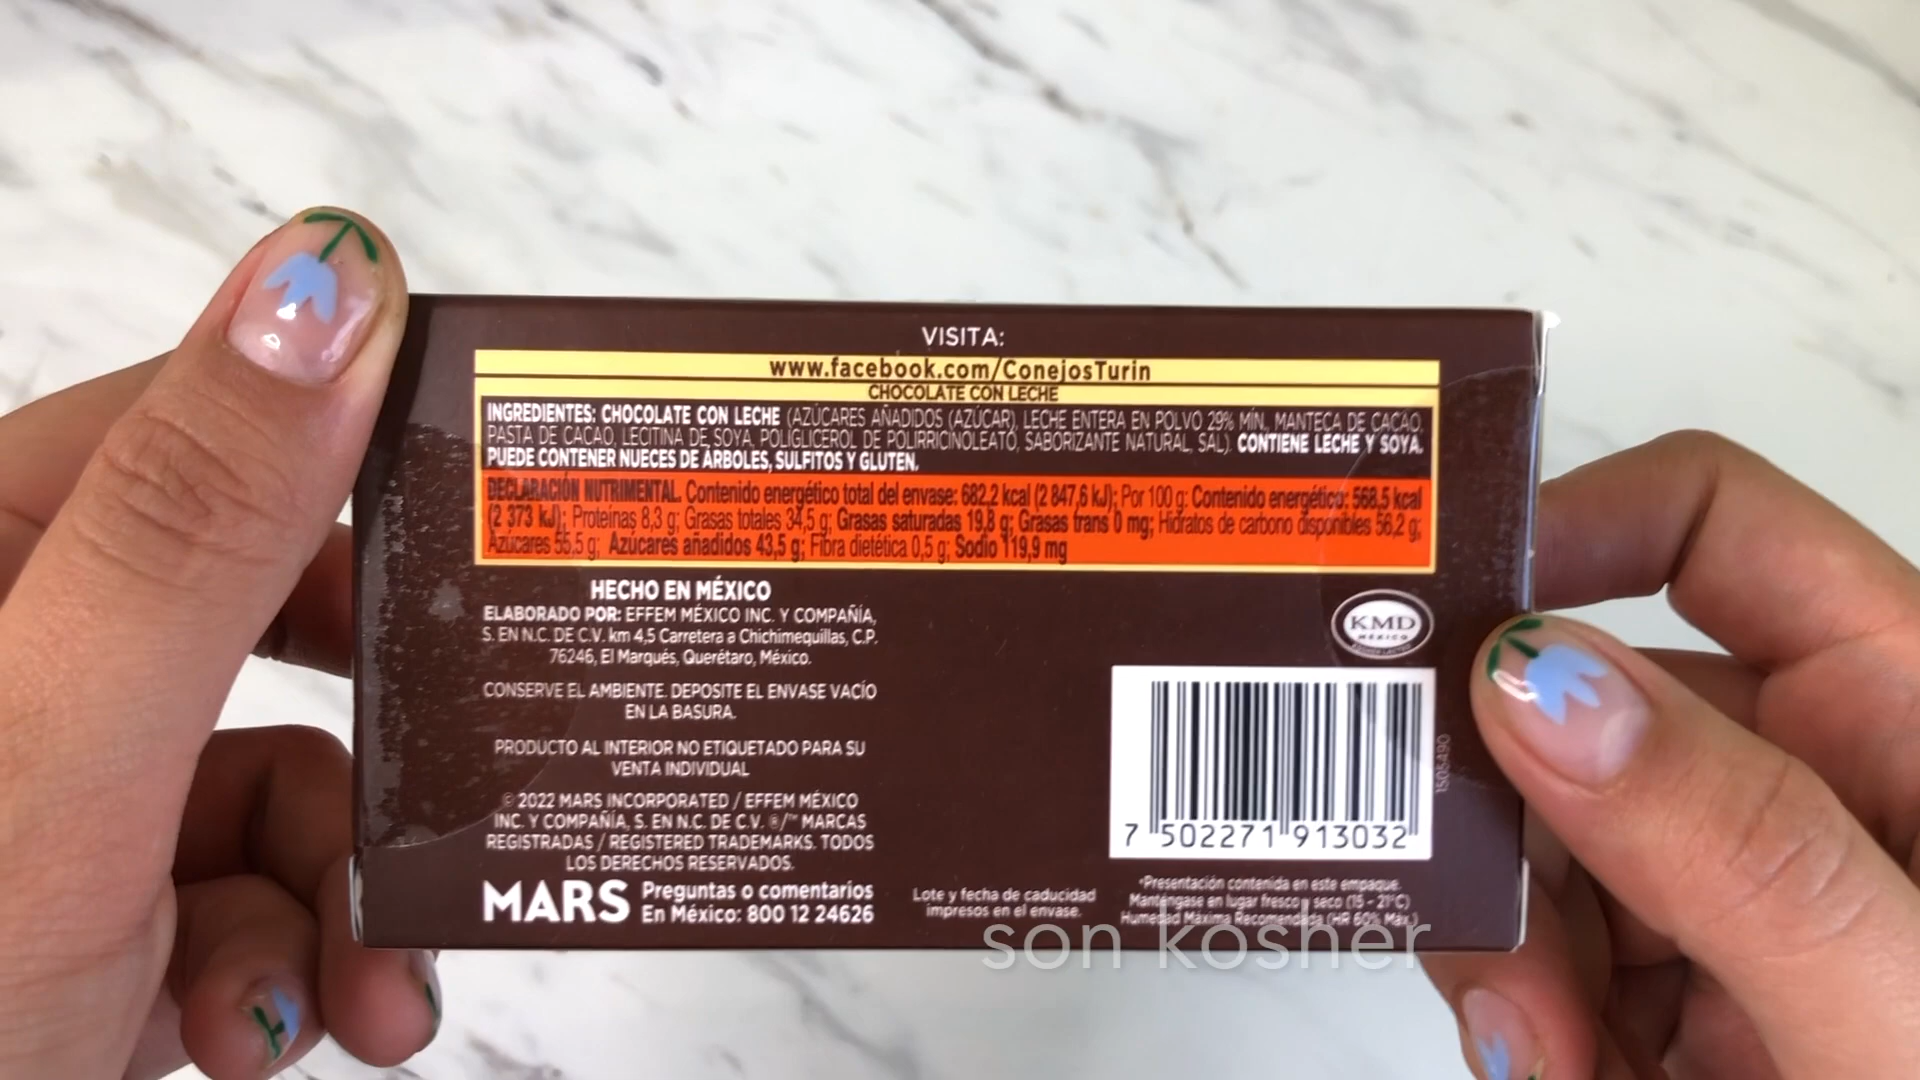 VISITA:
www.facebook.com/ConejosTurin
CHOCOLATE CON LECHE
INGREDIENTES: CHOCOLATE CON LECHE (AZÚCARES AÑADIDOS (AZÚCAR), LECHE ENTERA EN POLVO 29% MÍN., MANTECA DE CACAO,
PASTA DE CACAO, LECITINA DE SOYA, POLIGLICEROL DE POLIRRICINOLEATO, SABORIZANTE NATURAL, SAL). CONTIENE LECHE Y SOYA.
PUEDE CONTENER NUECES DE ÁRBOLES, SULFITOS Y GLUTEN.
DECLARACIÓN NUTRIMENTAL. Contenido energético total del envase: 682,2 kcal (2 847,6 kJ); Por 100 g: Contenido energético: 568,5 kcal
(2 373 kJ); Proteínas 8,3 g; Grasas totales 34,5 g; Grasas saturadas 19,8 g; Grasas trans 0 mg; Hidratos de carbono disponibles 56,2 g;
Azúcares 55,5 g; Azúcares añadidos 43,5 g; Fibra dietética 0,5 g; Sodio 119,9 mg
HECHO EN MÉXICO
ELABORADO POR: EFFEM MÉXICO INC. Y COMPAÑÍA,
S. EN N.C. DE C.V. km 4,5 Carretera a Chichimequillas, C.P.
76246, El Marqués, Querétaro, México.
CONSERVE EL AMBIENTE. DEPOSITE EL ENVASE VACÍO
EN LA BASURA.
PRODUCTO AL INTERIOR NO ETIQUETADO PARA SU
VENTA INDIVIDUAL
© 2022 MARS INCORPORATED / EFFEM MÉXICO
INC. Y COMPAÑÍA, S. EN N.C. DE C.V. ®/™ MARCAS
REGISTRADAS / REGISTERED TRADEMARKS. TODOS
LOS DERECHOS RESERVADOS.
MARS
Preguntas o comentarios
En México: 800 12 24626
Lote y fecha de caducidad
impresos en el envase.
KMD
MÉXICO
KOSHER LACTEO
7 502271 913032
1505490
*Presentación contenida en este empaque.
Manténgase en lugar fresco y seco (15 - 21°C)
Humedad Máxima Recomendada (HR 60% Máx.)
son kosher